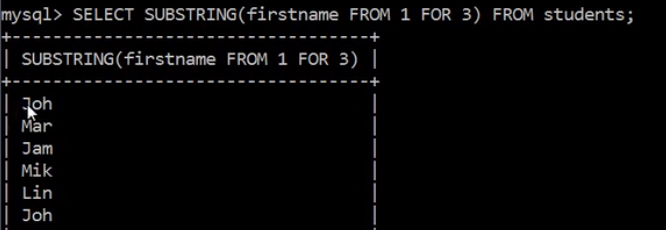 mysql> SELECT SUBSTRING(firstname FROM 1 FOR 3) FROM students;
+-----------------------------------+
| SUBSTRING(firstname FROM 1 FOR 3) |
+-----------------------------------+
| Joh |
| Mar |
| Jam |
| Mik |
| Lin |
| Joh |